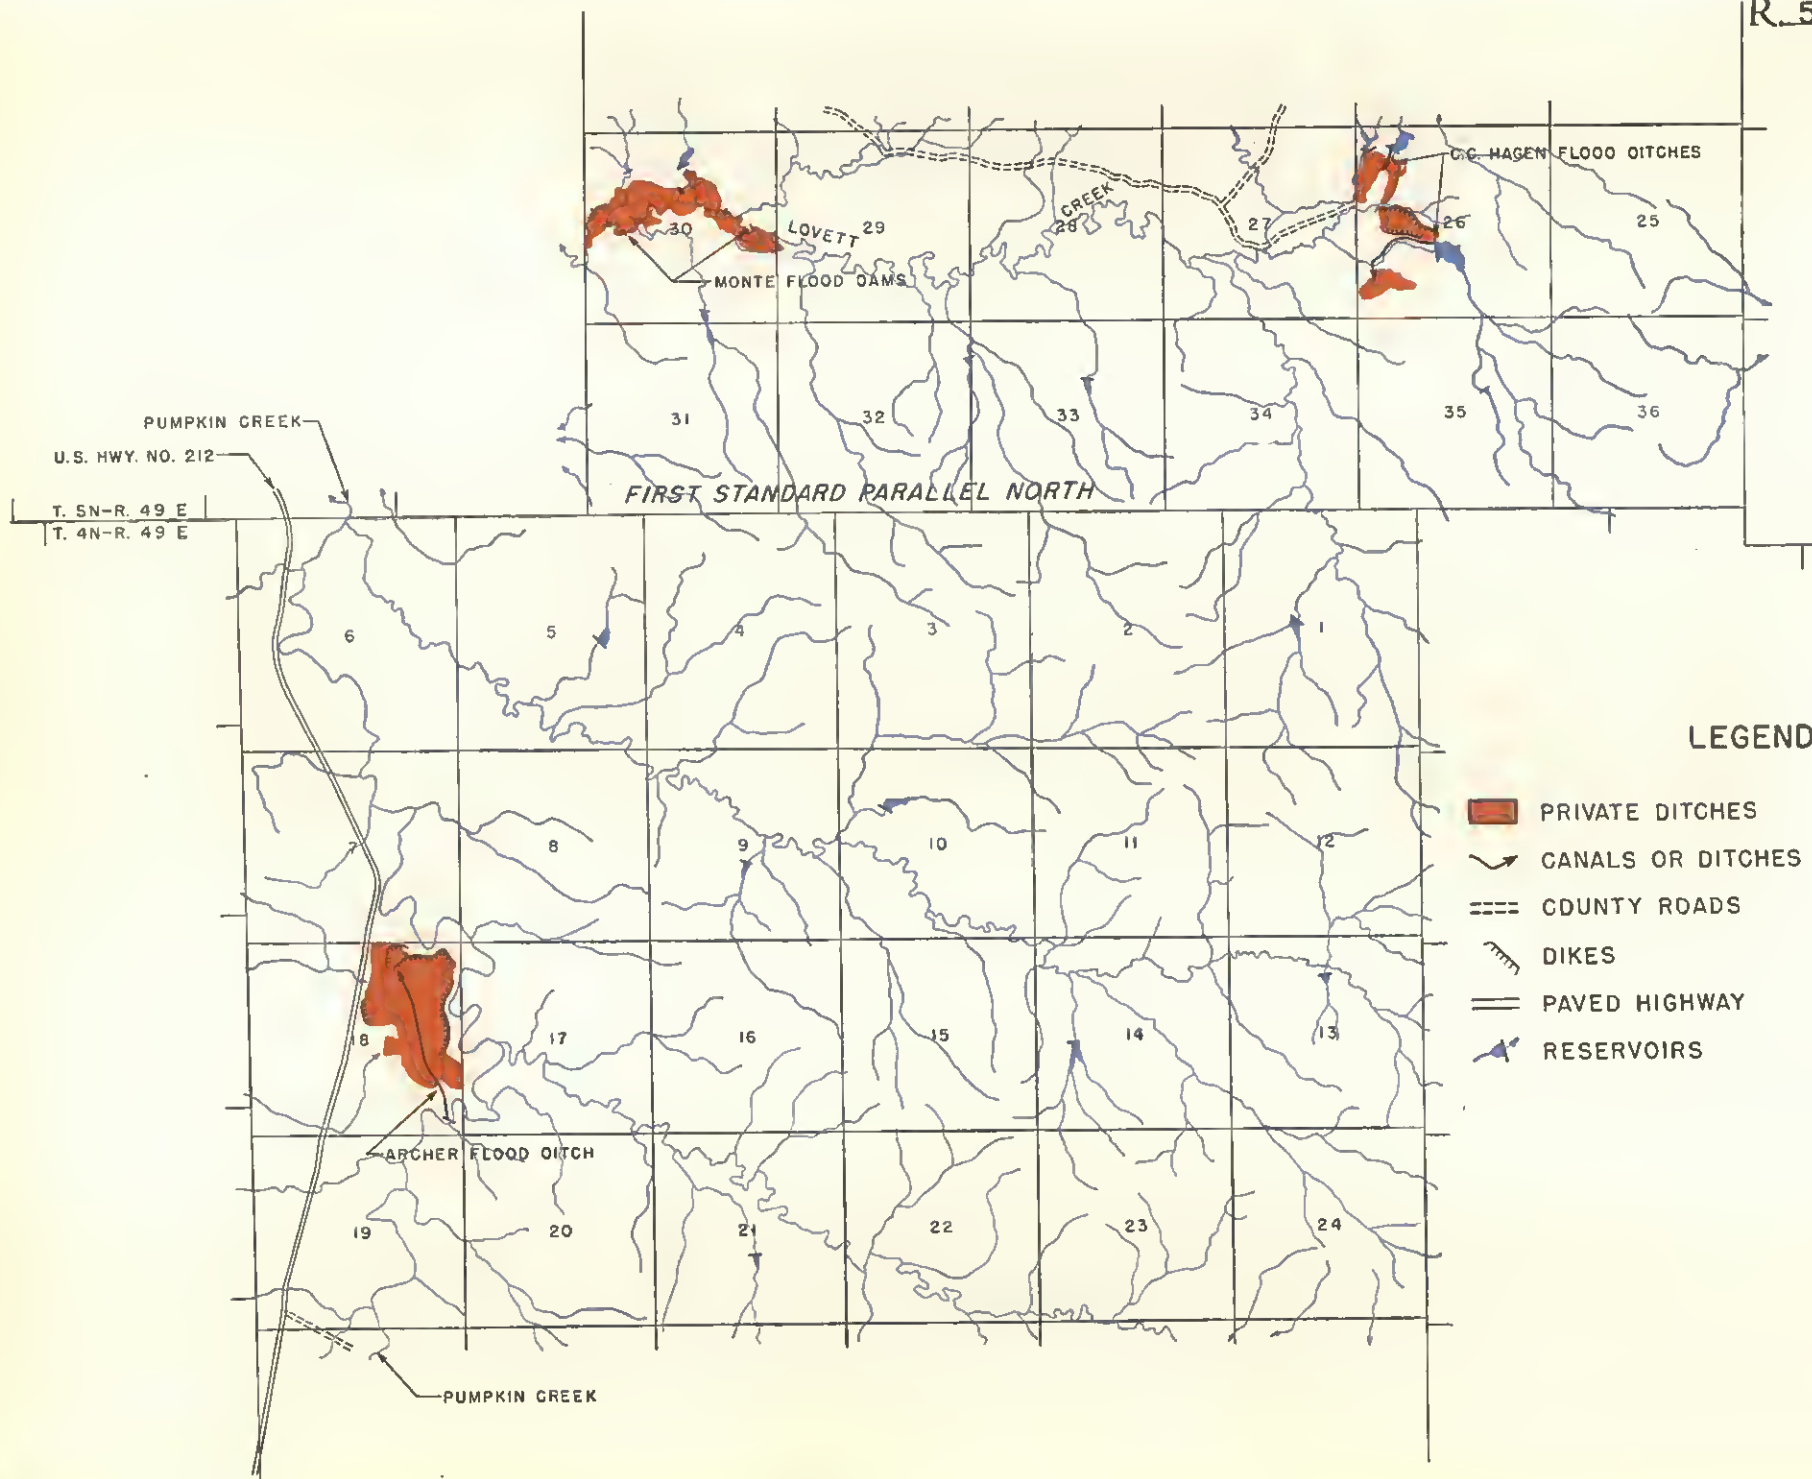 R. 5
C.C. HAGEN FLOOD DITCHES
30
LOVETT
29
CREEK
28
27
26
25
MONTE FLOOD DAMS
31
32
33
34
35
36
PUMPKIN CREEK
U.S. HWY. NO. 212
FIRST STANDARD PARALLEL NORTH
T. 5N-R. 49 E
T. 4N-R. 49 E
6
5
4
3
2
1
LEGEND
PRIVATE DITCHES
CANALS OR DITCHES
COUNTY ROADS
DIKES
PAVED HIGHWAY
RESERVOIRS
7
8
9
10
11
12
18
17
16
15
14
13
ARCHER FLOOD DITCH
19
20
21
22
23
24
PUMPKIN CREEK